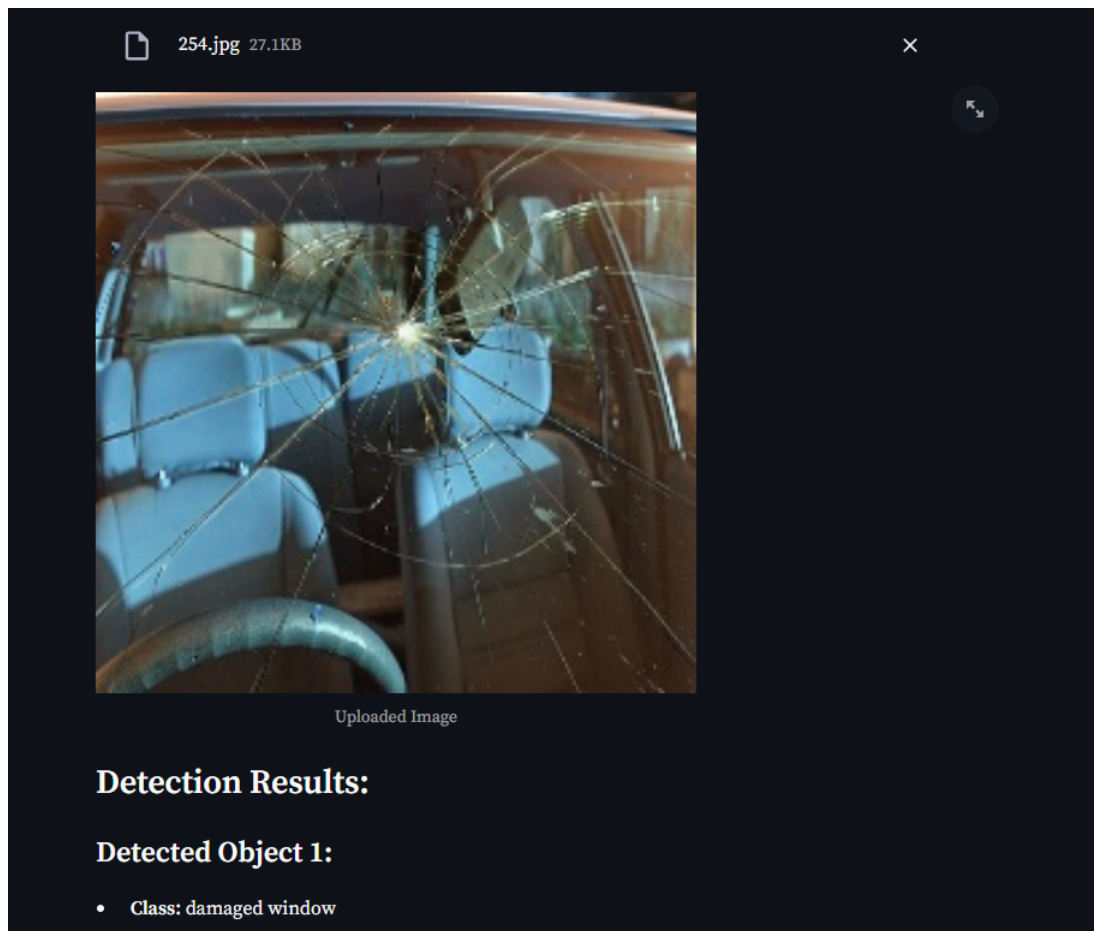 254.jpg 27.1KB
Uploaded Image
Detection Results:
Detected Object 1:
• Class: damaged window